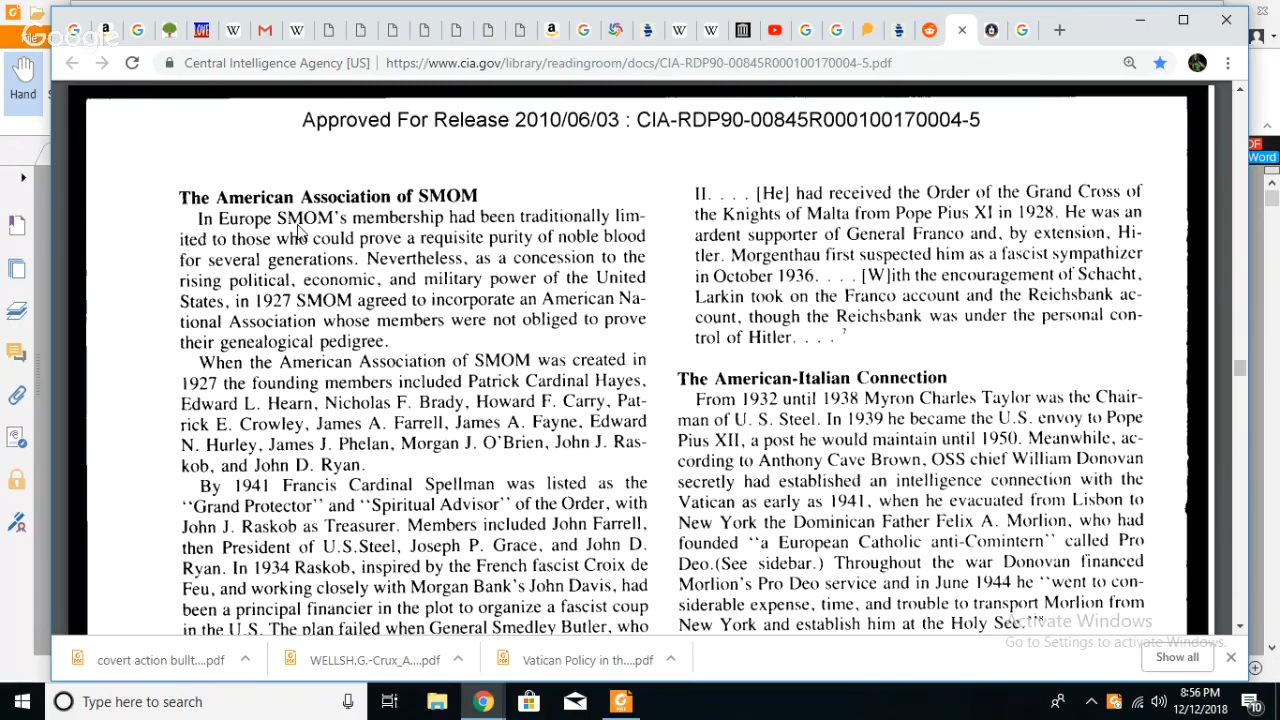 File
Google
Central Intelligence Agency [US]
https://www.cia.gov/library/readingroom/docs/CIA-RDP90-00845R000100170004-5.pdf
Hand
Approved For Release 2010/06/03 : CIA-RDP90-00845R000100170004-5
The American Association of SMOM
In Europe SMOM's membership had been traditionally lim-
ited to those who could prove a requisite purity of noble blood
for several generations. Nevertheless, as a concession to the
rising political, economic, and military power of the United
States, in 1927 SMOM agreed to incorporate an American Na-
tional Association whose members were not obliged to prove
their genealogical pedigree.
When the American Association of SMOM was created in
1927 the founding members included Patrick Cardinal Hayes,
Edward L. Hearn, Nicholas F. Brady, Howard F. Carry, Pat-
rick E. Crowley, James A. Farrell, James A. Fayne, Edward
N. Hurley, James J. Phelan, Morgan J. O'Brien, John J. Ras-
kob, and John D. Ryan.
By 1941 Francis Cardinal Spellman was listed as the
"Grand Protector" and "Spiritual Advisor" of the Order, with
John J. Raskob as Treasurer. Members included John Farrell,
then President of U.S.Steel, Joseph P. Grace, and John D.
Ryan. In 1934 Raskob, inspired by the French fascist Croix de
Feu, and working closely with Morgan Bank's John Davis, had
been a principal financier in the plot to organize a fascist coup
in the U.S. The plan failed when General Smedley Butler, who
II. . . . [He] had received the Order of the Grand Cross of
the Knights of Malta from Pope Pius XI in 1928. He was an
ardent supporter of General Franco and, by extension, Hi-
tler. Morgenthau first suspected him as a fascist sympathizer
in October 1936. . . . [W]ith the encouragement of Schacht,
Larkin took on the Franco account and the Reichsbank ac-
count, though the Reichsbank was under the personal con-
trol of Hitler. . . . 7
The American-Italian Connection
From 1932 until 1938 Myron Charles Taylor was the Chair-
man of U. S. Steel. In 1939 he became the U.S. envoy to Pope
Pius XII, a post he would maintain until 1950. Meanwhile, ac-
cording to Anthony Cave Brown, OSS chief William Donovan
secretly had established an intelligence connection with the
Vatican as early as 1941, when he evacuated from Lisbon to
New York the Dominican Father Felix A. Morlion, who had
founded "a European Catholic anti-Comintern" called Pro
Deo.(See sidebar.) Throughout the war Donovan financed
Morlion's Pro Deo service and in June 1944 he "went to con-
siderable expense, time, and trouble to transport Morlion from
New York and establish him at the Holy See."
Activate Windows
Go to Settings to activate Windows.
DF
Word
covert action bullt....pdf
WELLSH.G.-Crux_A....pdf
Vatican Policy in th....pdf
Show all
Type here to search
8:56 PM
12/12/2018
10